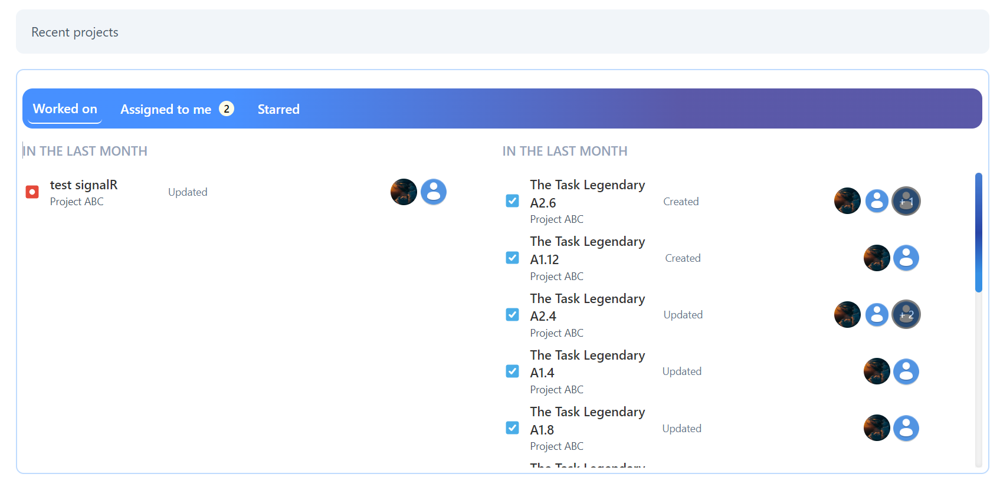 Recent projects
Worked on
Assigned to me 2
Starred
IN THE LAST MONTH
test signalR
Project ABC
Updated
IN THE LAST MONTH
The Task Legendary
A2.6
Project ABC
Created
+ 1
The Task Legendary
A1.12
Project ABC
Created
The Task Legendary
A2.4
Project ABC
Updated
+ 2
The Task Legendary
A1.4
Project ABC
Updated
The Task Legendary
A1.8
Project ABC
Updated
The Task Legendary